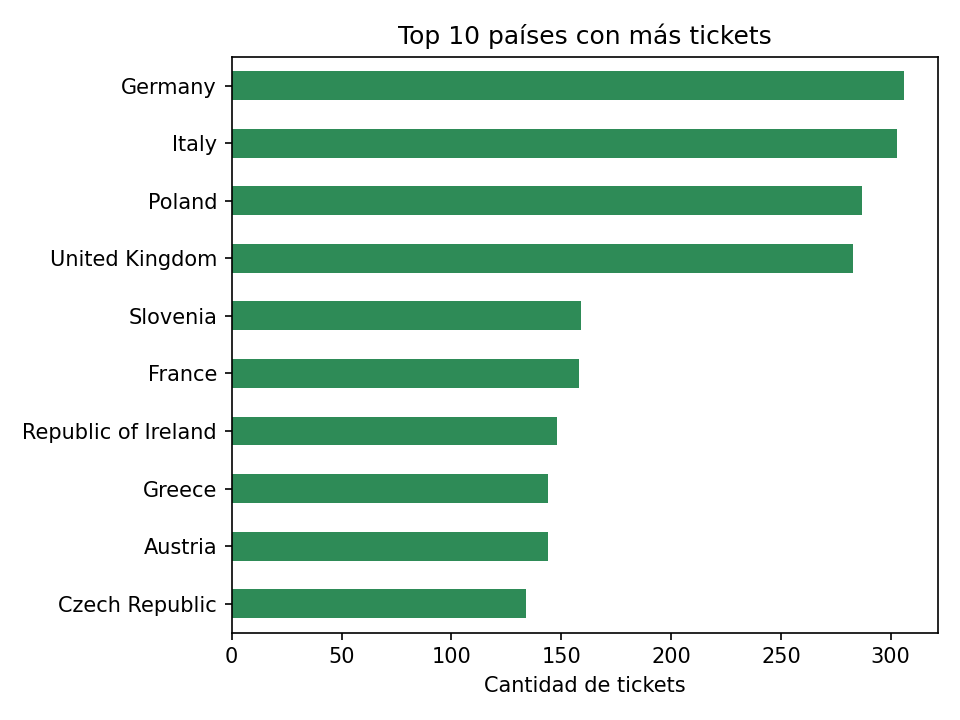 Top 10 países con más tickets
Germany
Italy
Poland
United Kingdom
Slovenia
France
Republic of Ireland
Greece
Austria
Czech Republic
0 50 100 150 200 250 300
Cantidad de tickets